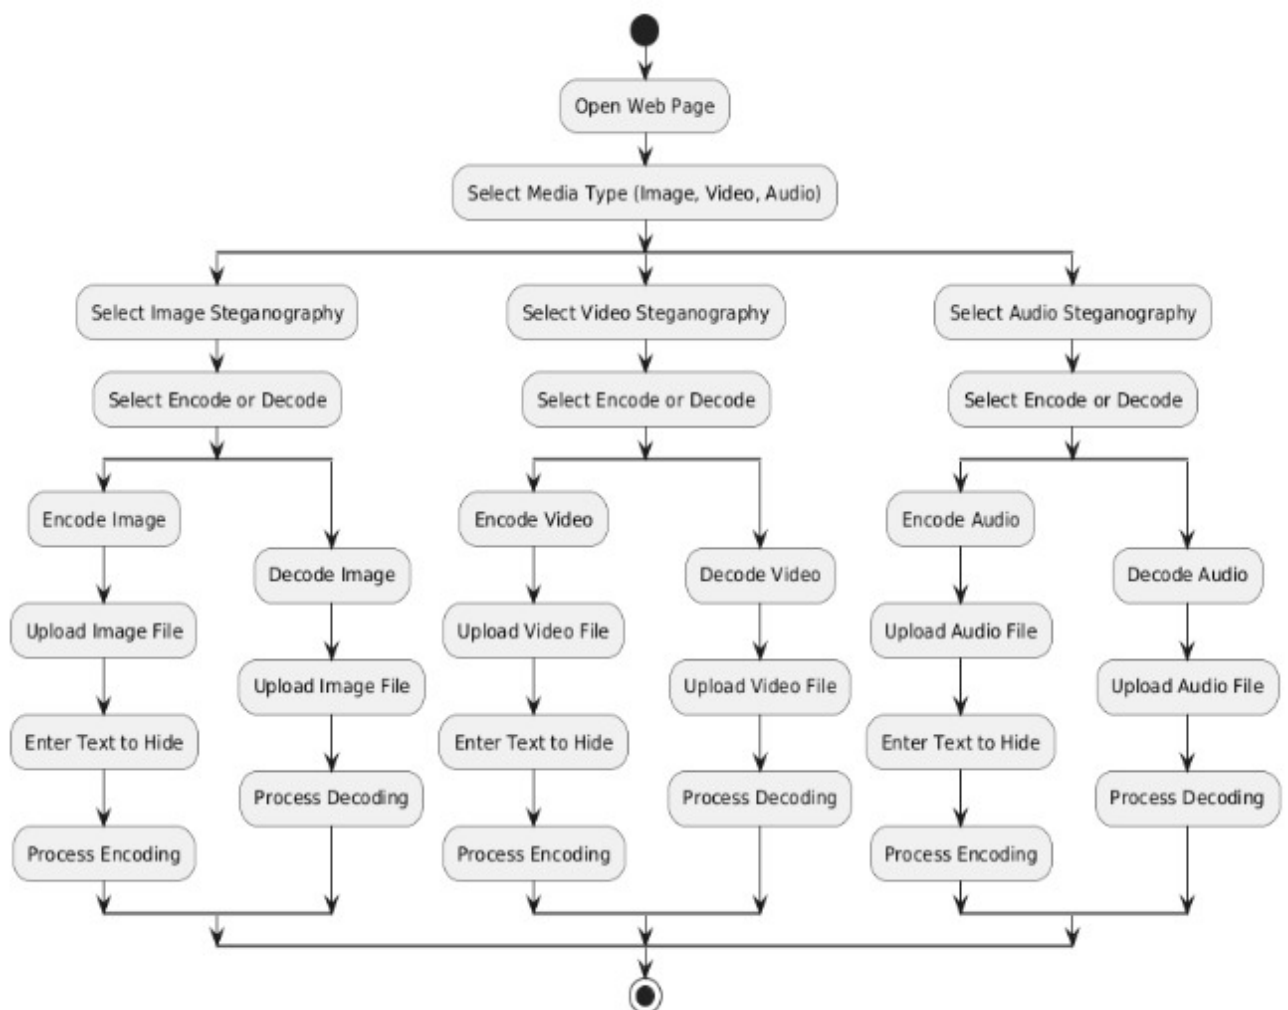 Open Web Page
Select Media Type (Image, Video, Audio)
Select Image Steganography
Select Video Steganography
Select Audio Steganography
Select Encode or Decode
Select Encode or Decode
Select Encode or Decode
Encode Image
Encode Video
Encode Audio
Decode Image
Decode Video
Decode Audio
Upload Image File
Upload Video File
Upload Audio File
Upload Image File
Upload Video File
Upload Audio File
Enter Text to Hide
Enter Text to Hide
Enter Text to Hide
Process Decoding
Process Decoding
Process Decoding
Process Encoding
Process Encoding
Process Encoding